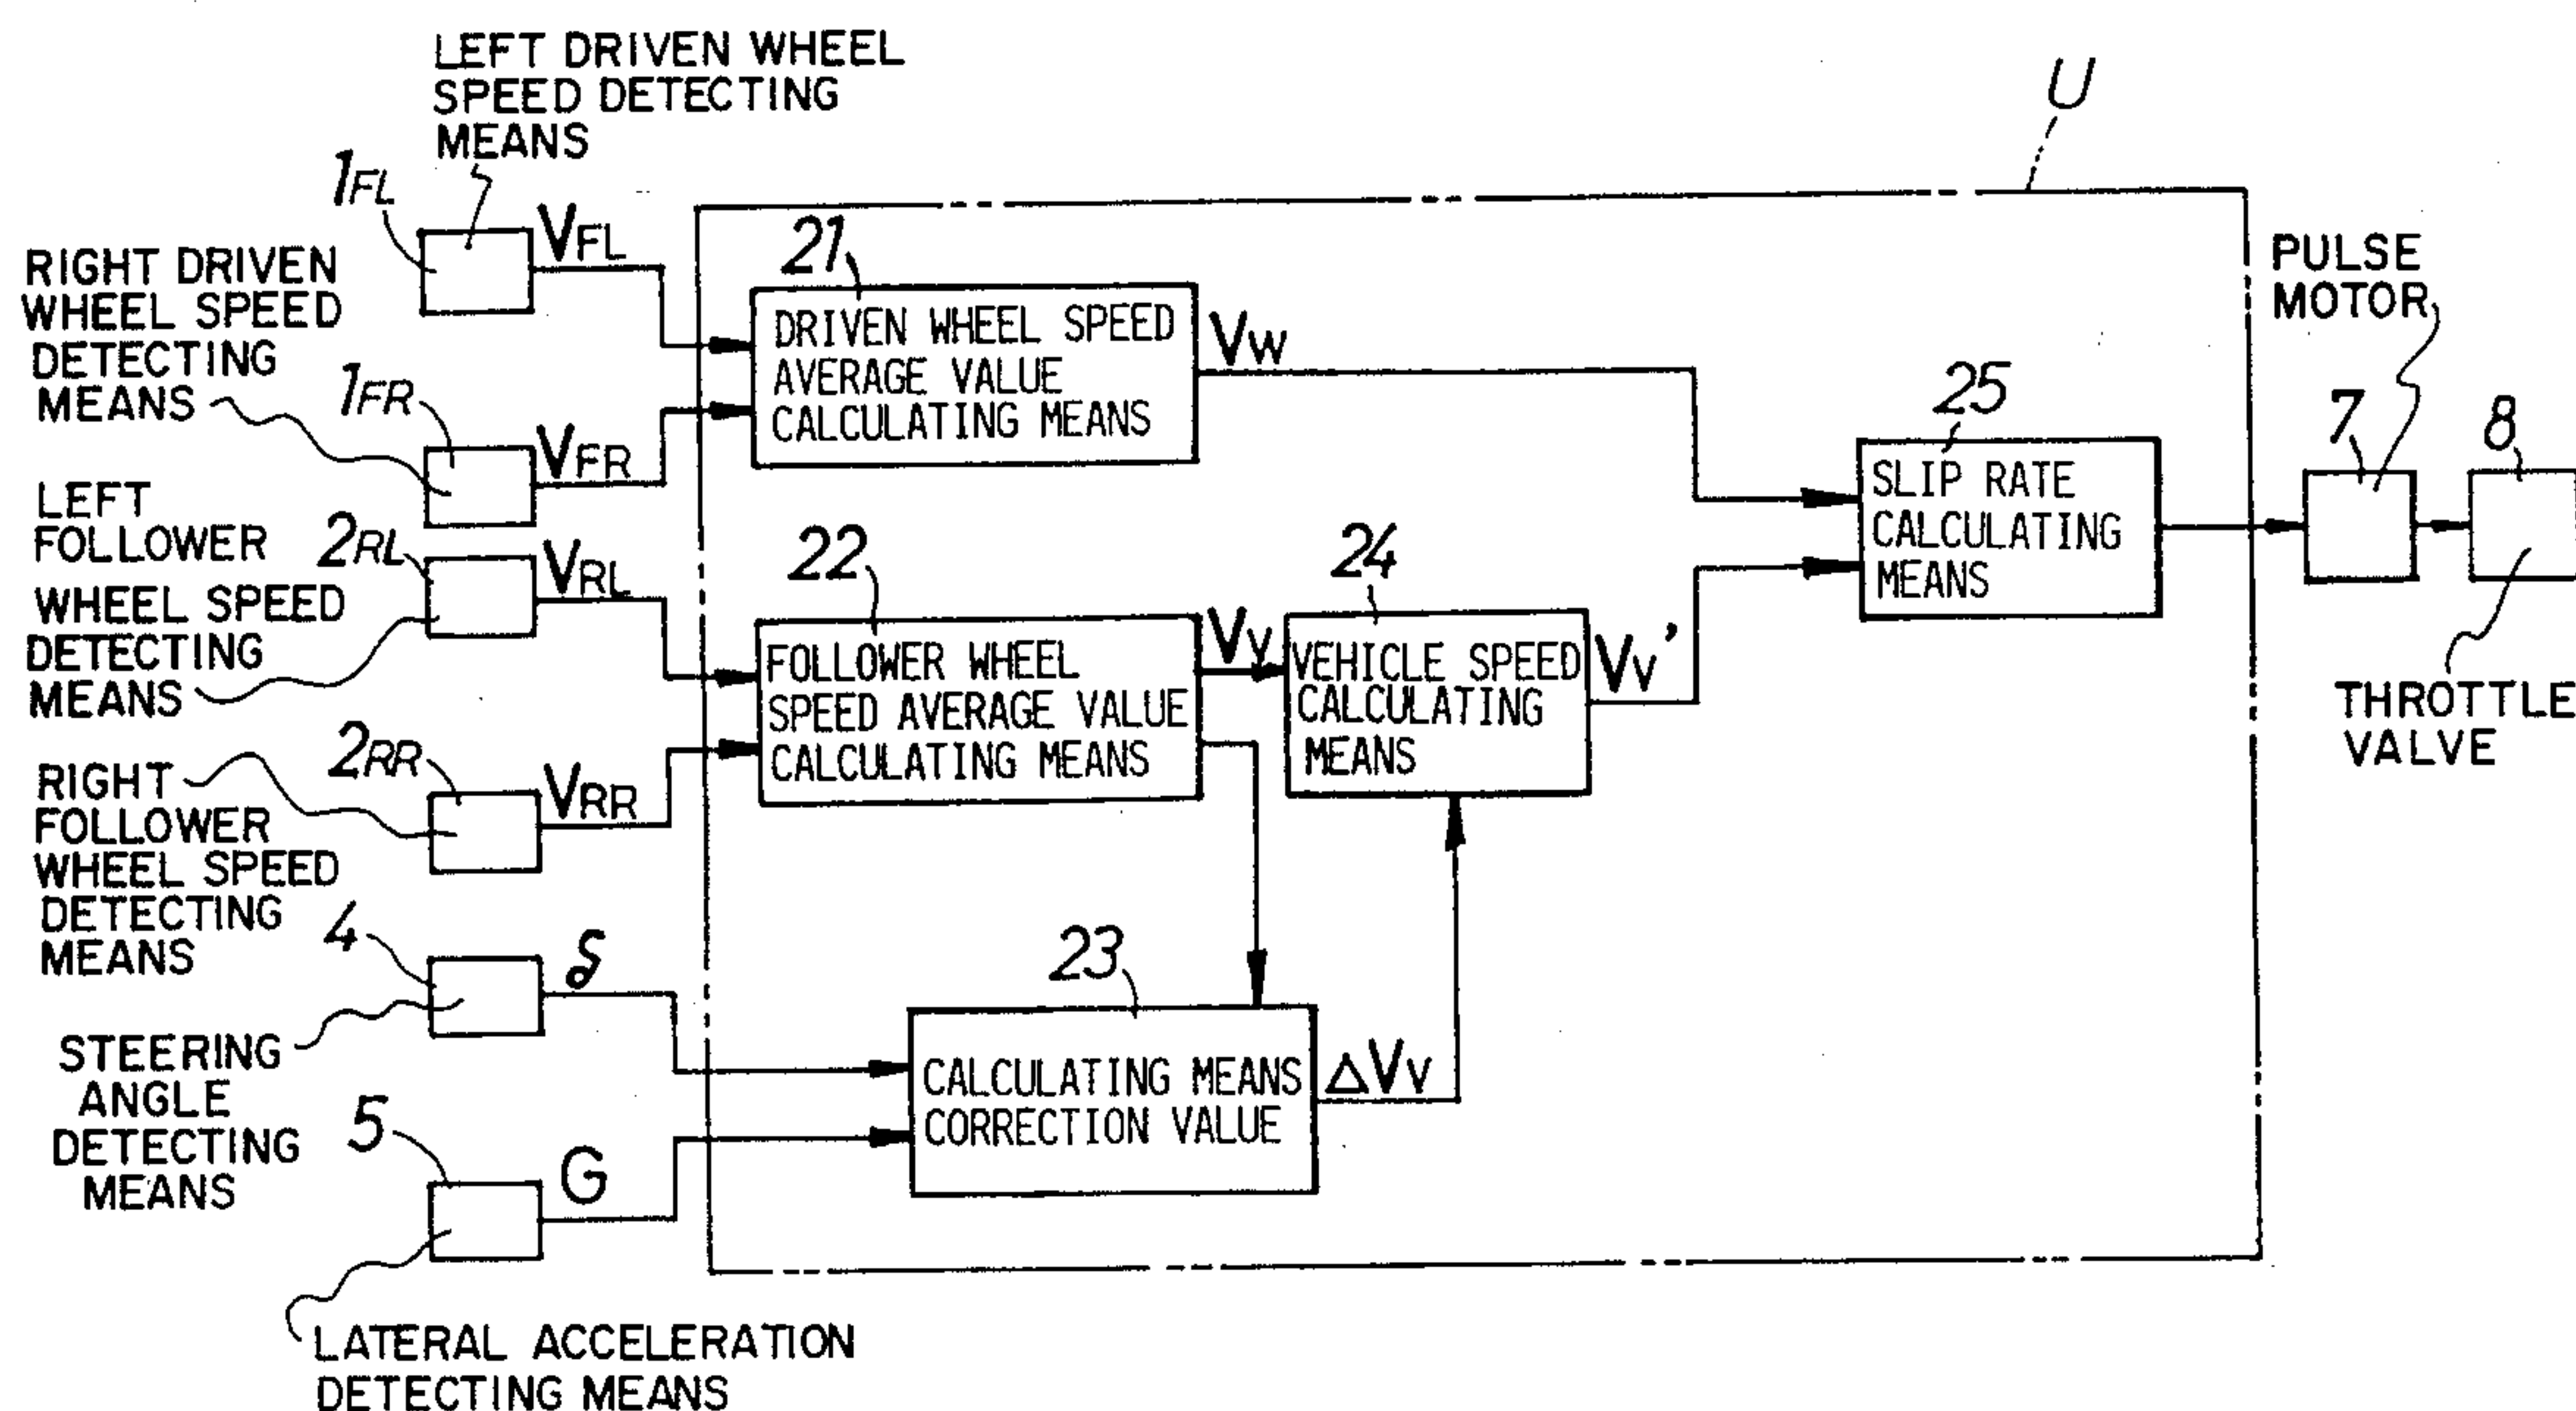 LEFT DRIVEN WHEEL
SPEED DETECTING
MEANS
U
1FL
VFL
RIGHT DRIVEN
WHEEL SPEED
DETECTING
MEANS
1FR
VFR
21
DRIVEN WHEEL SPEED
AVERAGE VALUE
CALCULATING MEANS
VW
PULSE
MOTOR
25
SLIP RATE
CALCULATING
MEANS
7
8
THROTTLE
VALVE
LEFT
FOLLOWER
WHEEL SPEED
DETECTING
MEANS
2RL
VRL
22
FOLLOWER WHEEL
SPEED AVERAGE VALUE
CALCULATING MEANS
VV
24
VEHICLE SPEED
CALCULATING
MEANS
VV'
RIGHT
FOLLOWER
WHEEL SPEED
DETECTING
MEANS
2RR
VRR
4
δ
STEERING
ANGLE
DETECTING
MEANS
23
CALCULATING MEANS
CORRECTION VALUE
ΔVV
5
G
LATERAL ACCELERATION
DETECTING MEANS